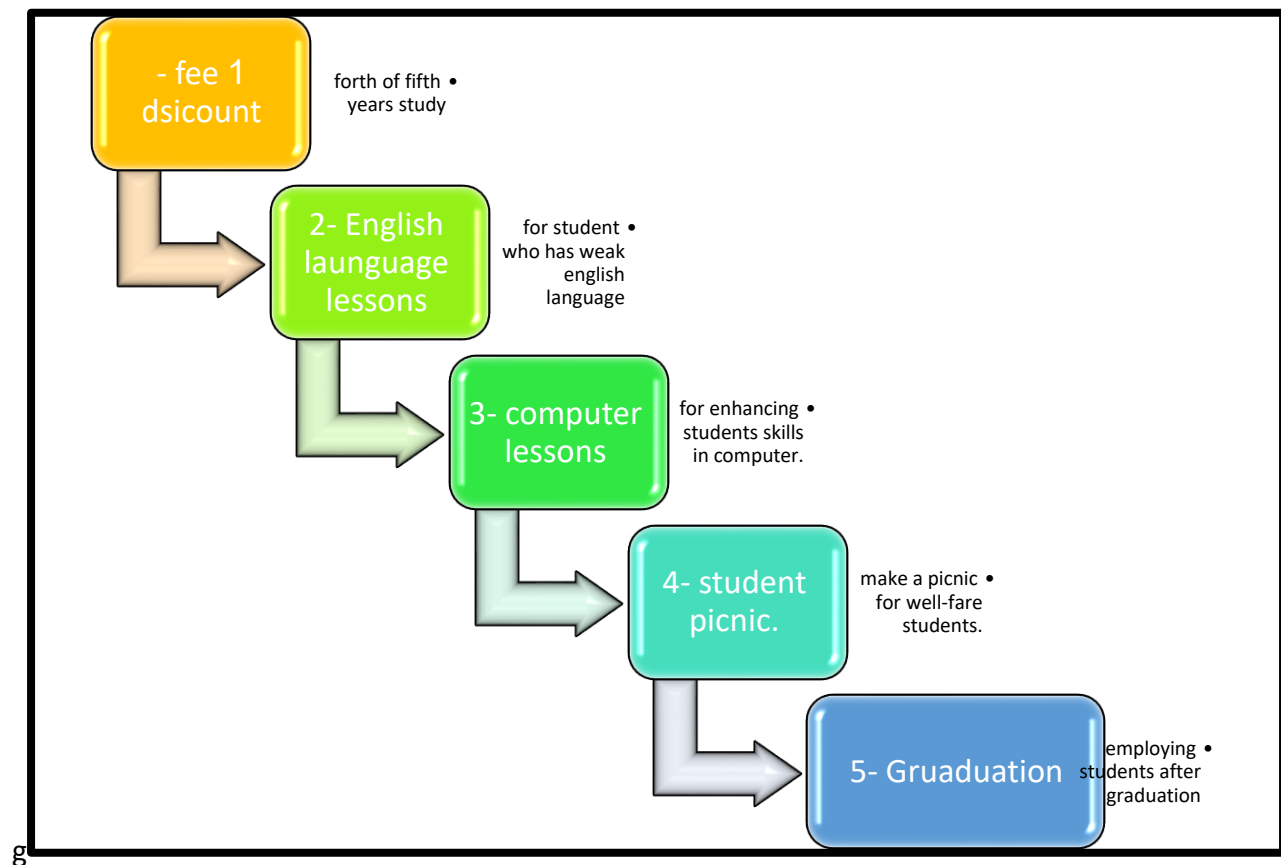 - fee 1
dsicount
forth of fifth •
years study
2- English
launguage
lessons
for student •
who has weak
english
language
3- computer
lessons
for enhancing •
students skills
in computer.
4- student
picnic.
make a picnic •
for well-fare
students.
5- Gruaduation
employing •
students after
graduation
g